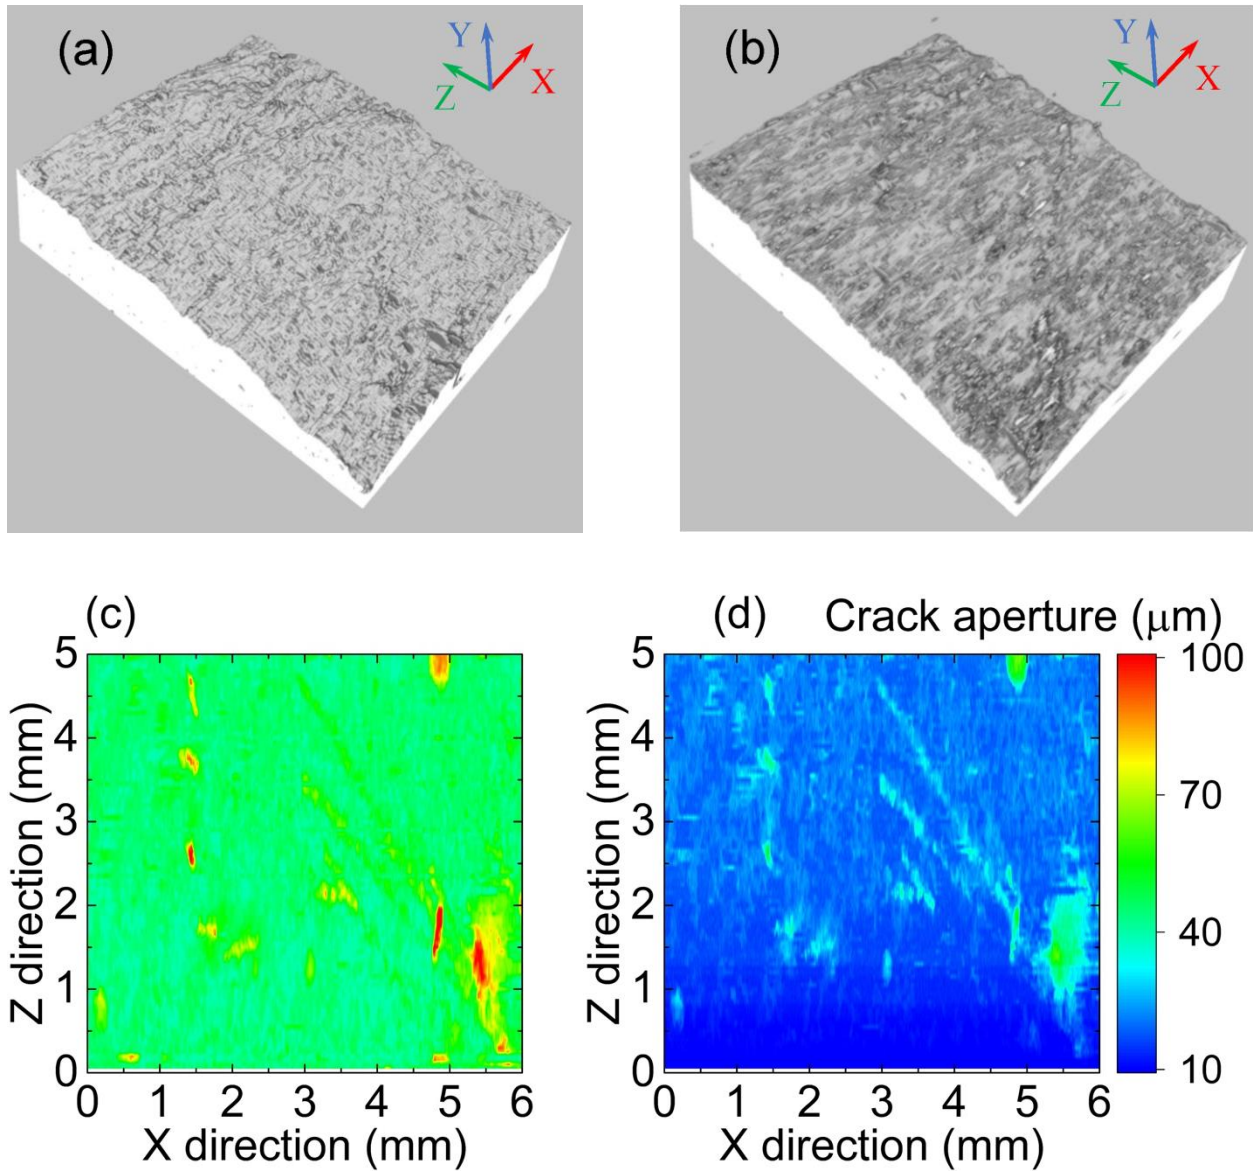 (a)
Y
Z
X
(b)
Y
Z
X
(c)
5
4
3
2
1
0
Z direction (mm)
0 1 2 3 4 5 6
X direction (mm)
(d) Crack aperture (μm)
5
4
3
2
1
0
Z direction (mm)
0 1 2 3 4 5 6
X direction (mm)
100
70
40
10